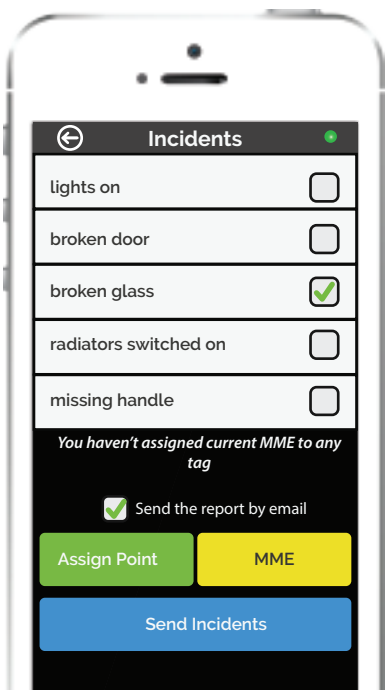 Incidents
lights on
broken door
broken glass
radiators switched on
missing handle
You haven't assigned current MME to any
tag
Send the report by email
Assign Point
MME
Send Incidents